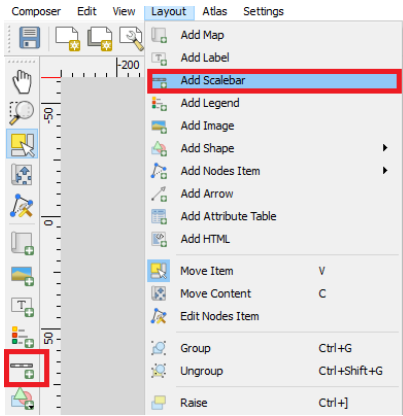 Composer Edit View Layout Atlas Settings
Add Map
-200
Add Label
Add Scalebar
-50
Add Legend
Add Image
Add Shape
Add Nodes Item
Add Arrow
0
Add Attribute Table
Add HTML
Move Item V
Move Content C
Edit Nodes Item
50
Group Ctrl+G
Ungroup Ctrl+Shift+G
Raise Ctrl+]